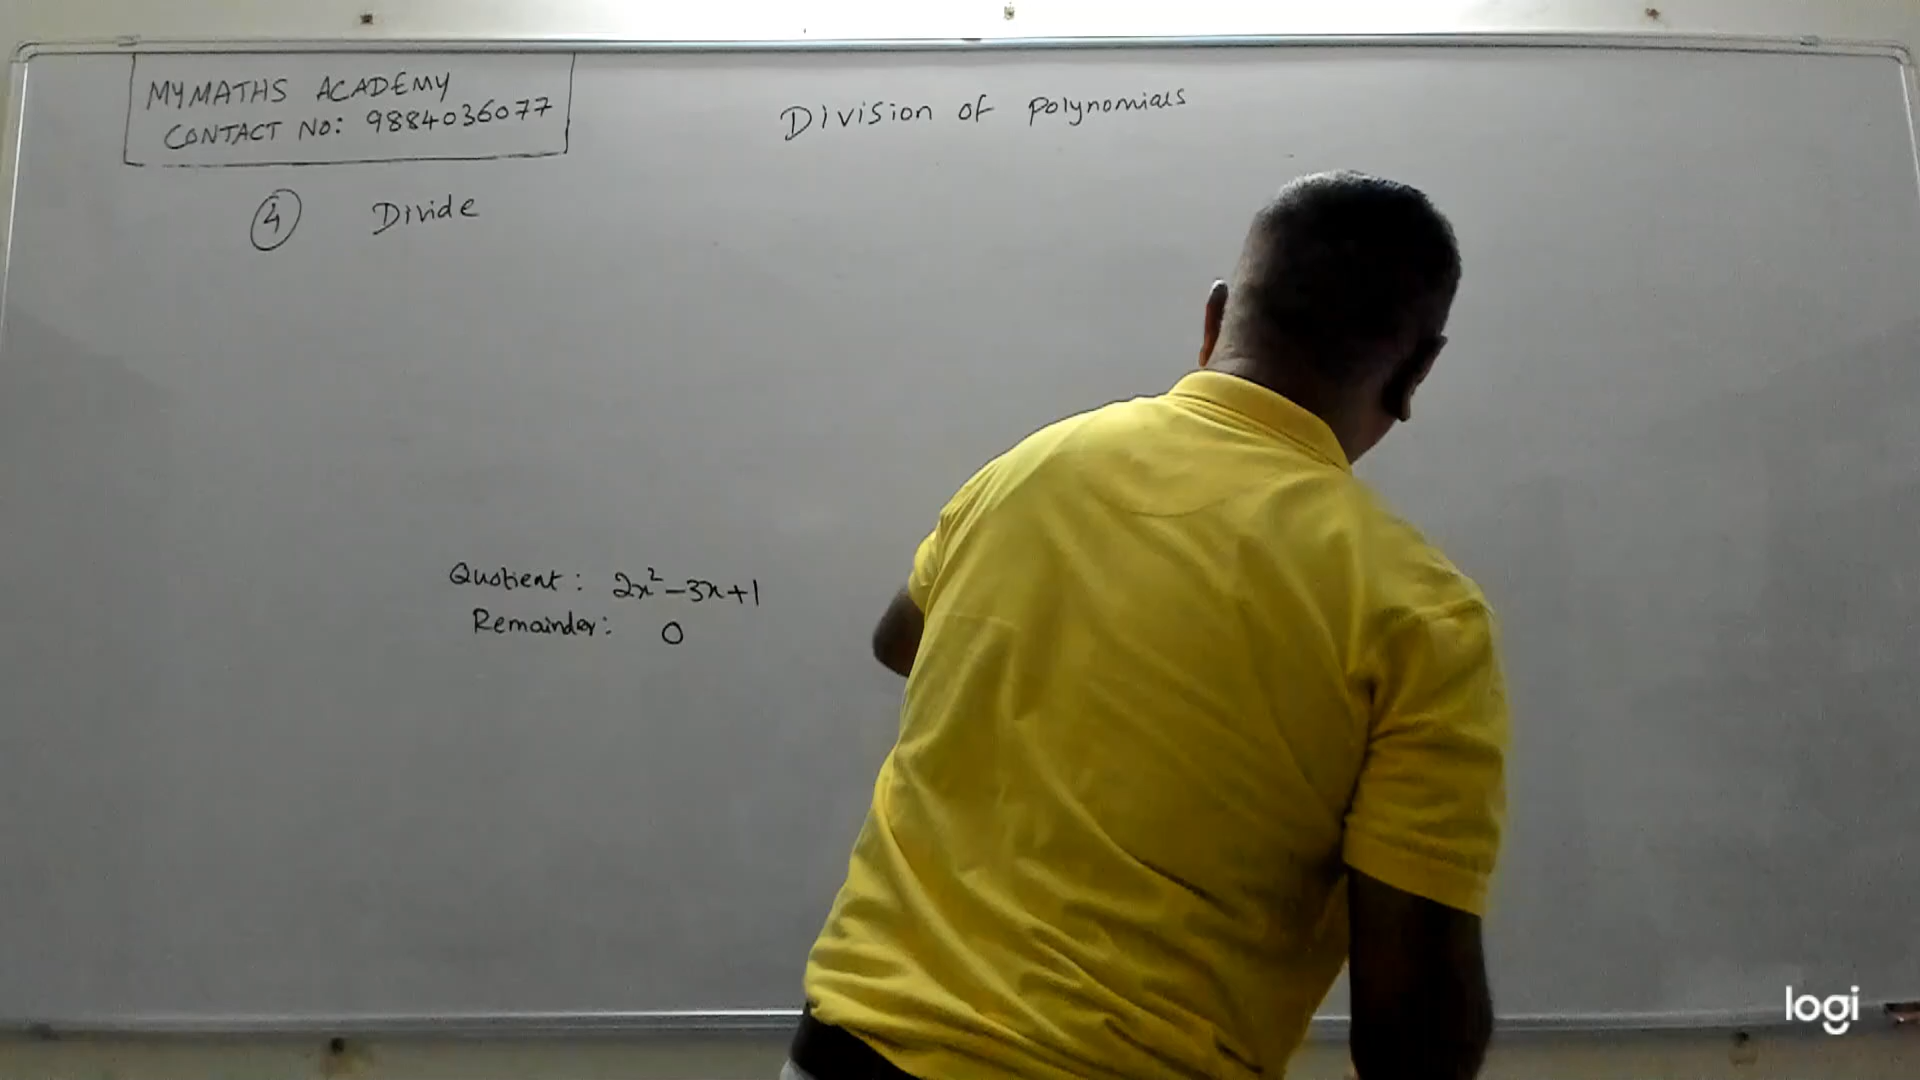 MYMATHS ACADEMY
CONTACT NO: 9884036077
Division of Polynomials
④ Divide
Quotient: 2x²-3x+1
Remainder: 0
logi